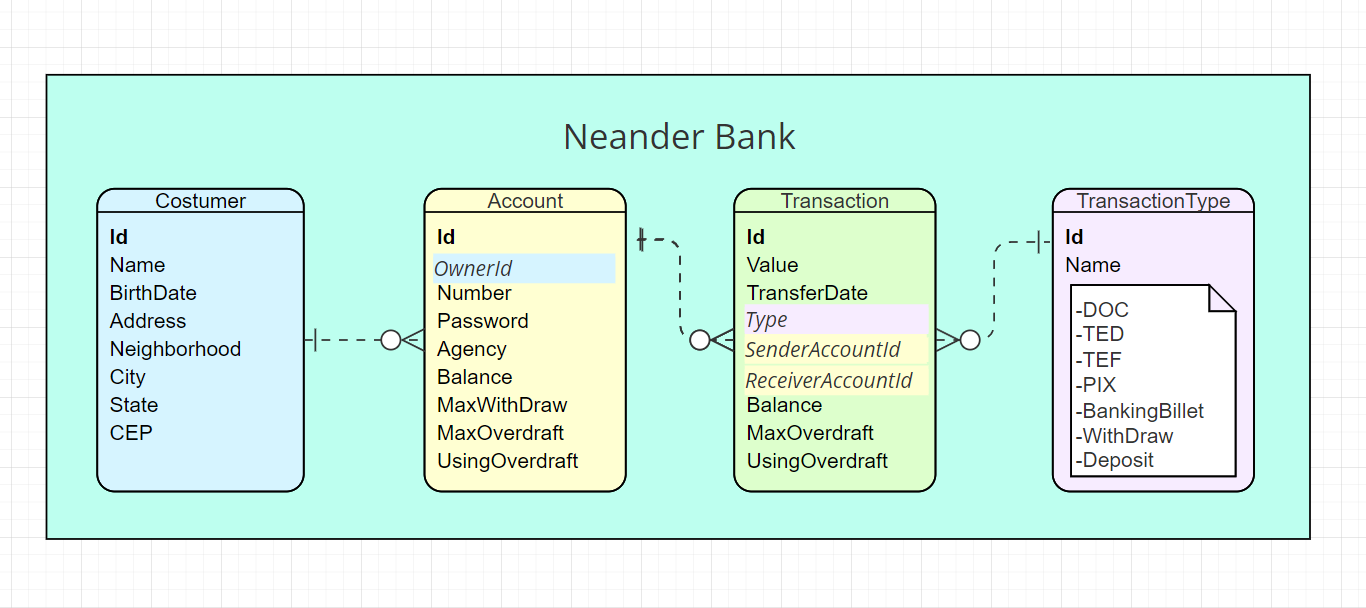 Neander Bank
Costumer
Id
Name
BirthDate
Address
Neighborhood
City
State
CEP
Account
Id
OwnerId
Number
Password
Agency
Balance
MaxWithDraw
MaxOverdraft
UsingOverdraft
Transaction
Id
Value
TransferDate
Type
SenderAccountId
ReceiverAccountId
Balance
MaxOverdraft
UsingOverdraft
TransactionType
Id
Name
-DOC
-TED
-TEF
-PIX
-BankingBillet
-WithDraw
-Deposit